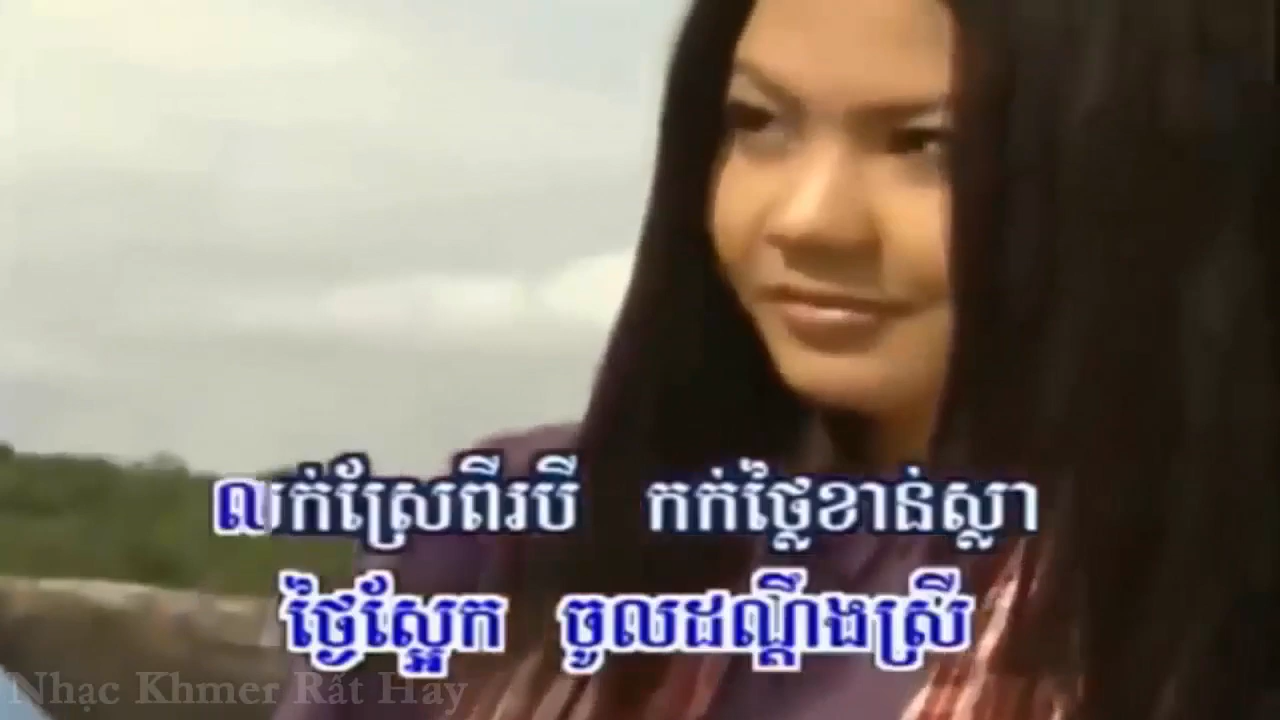 លក់ស្រែពីរបី កក់ថ្លៃខាន់ស្លា
ថ្ងៃស្អែក ចូលដណ្ដឹងស្រី
Nhạc Khmer Rất Hay